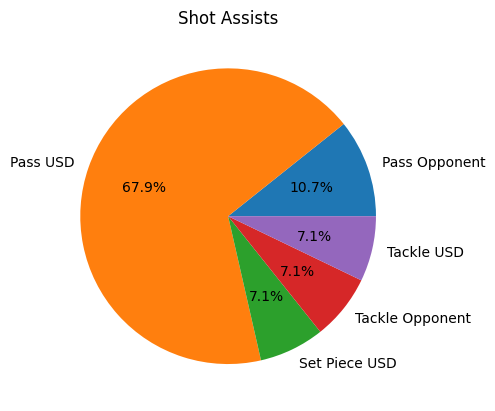 Shot Assists
Pass USD
Pass Opponent
67.9%
10.7%
7.1%
Tackle USD
7.1%
7.1%
Tackle Opponent
Set Piece USD